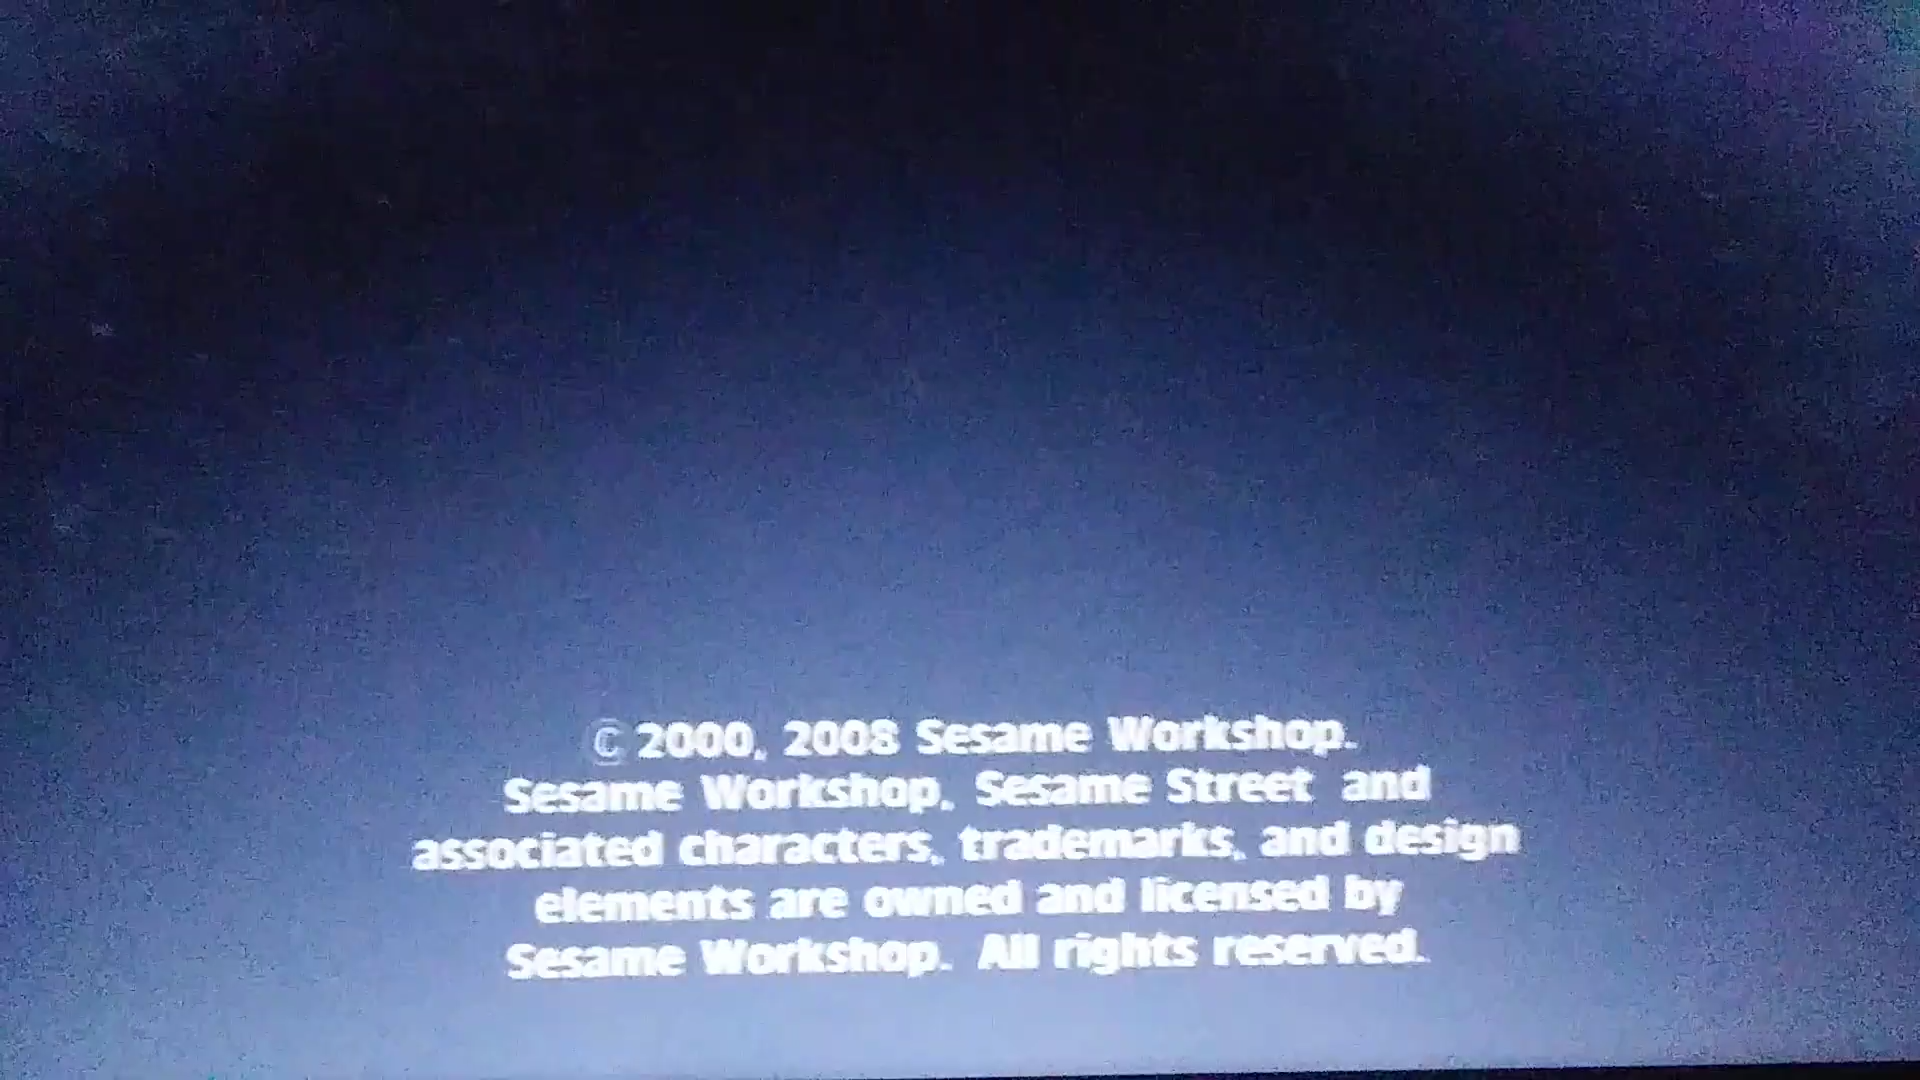 © 2000, 2008 Sesame Workshop.
Sesame Workshop, Sesame Street and
associated characters, trademarks, and design
elements are owned and licensed by
Sesame Workshop. All rights reserved.